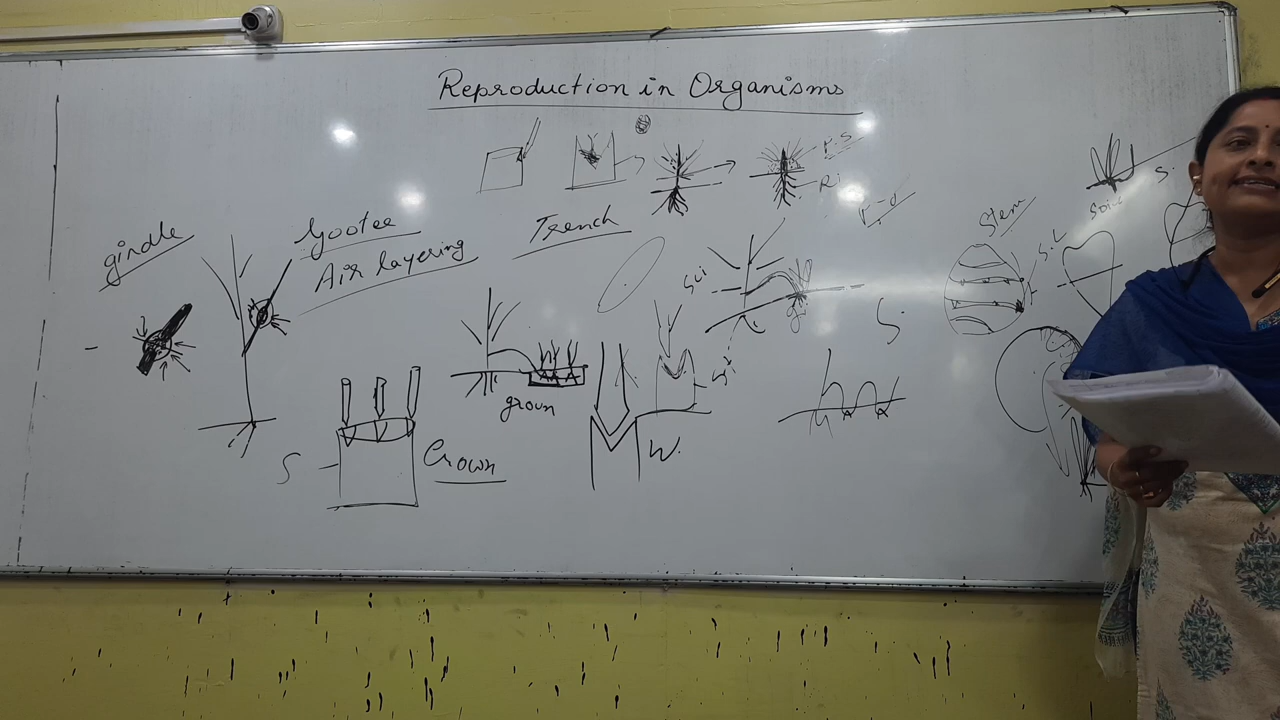 Reproduction in Organisms
girdle
Gootee
Air layering
Trench
Stem
groun
Crown
S
W.
S.